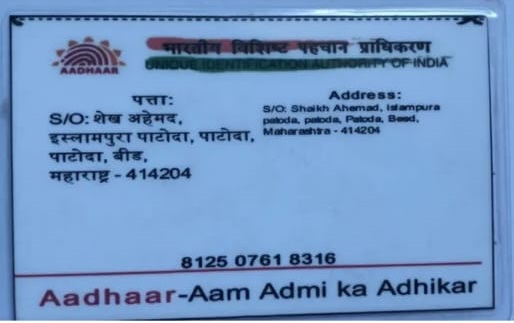 AADHAAR
भारतीय विशिष्ट पहचान प्राधिकरण
UNIQUE IDENTIFICATION AUTHORITY OF INDIA
पत्ता:
S/O: शेख अहेमद,
इस्लामपुरा पाटोदा, पाटोदा,
पाटोदा, बीड,
महाराष्ट्र - 414204
Address:
S/O: Shaikh Ahemad, Islampura
patoda, patoda, Patoda, Beed,
Maharashtra - 414204
8125 0761 8316
Aadhaar-Aam Admi ka Adhikar